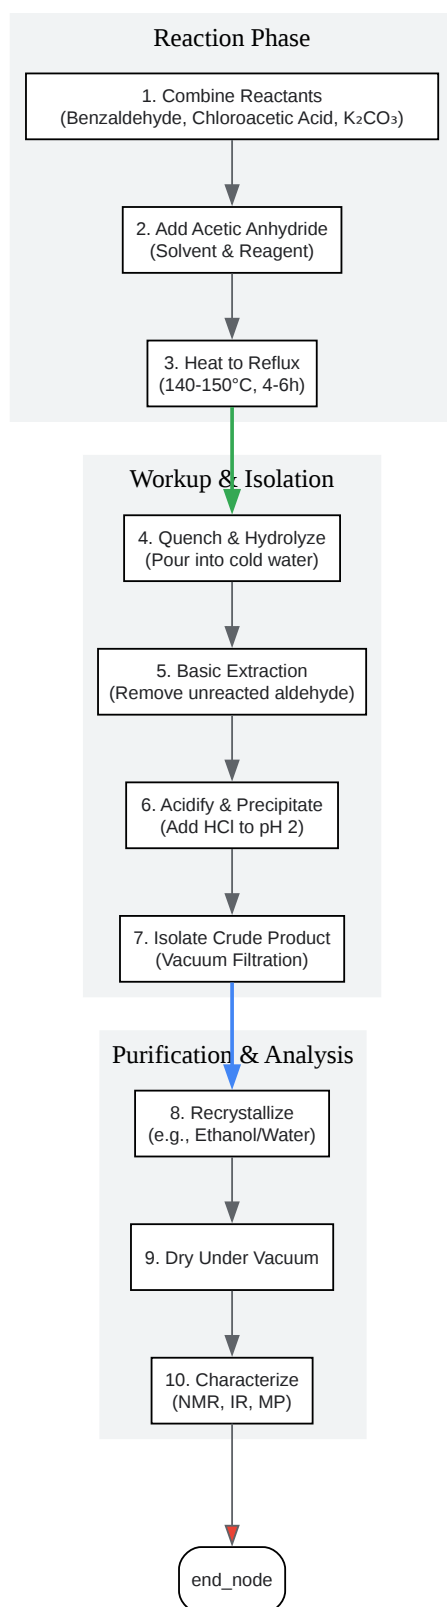 Reaction Phase
1. Combine Reactants
(Benzaldehyde, Chloroacetic Acid, K₂CO₃)
2. Add Acetic Anhydride
(Solvent & Reagent)
3. Heat to Reflux
(140-150°C, 4-6h)
Workup & Isolation
4. Quench & Hydrolyze
(Pour into cold water)
5. Basic Extraction
(Remove unreacted aldehyde)
6. Acidify & Precipitate
(Add HCl to pH 2)
7. Isolate Crude Product
(Vacuum Filtration)
Purification & Analysis
8. Recrystallize
(e.g., Ethanol/Water)
9. Dry Under Vacuum
10. Characterize
(NMR, IR, MP)
end_node